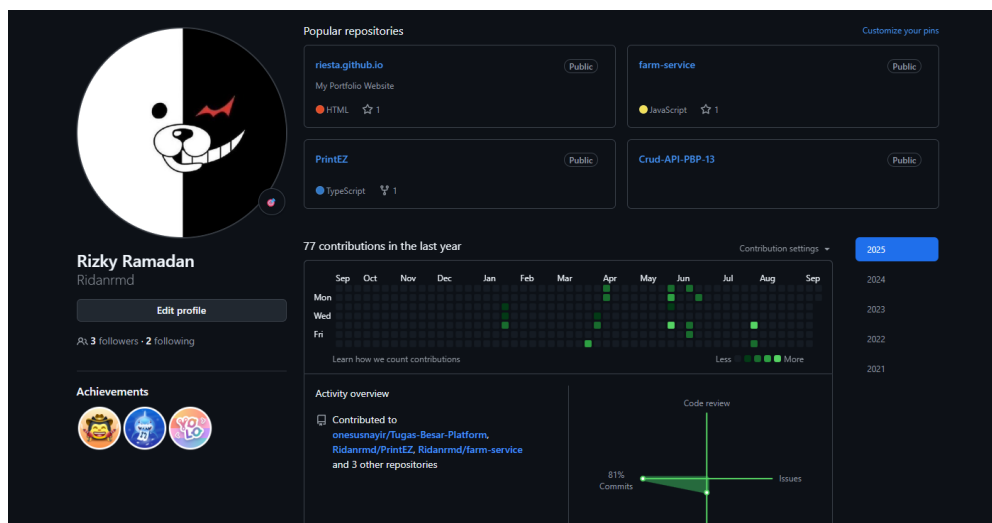 Popular repositories
Customize your pins
riesta.github.io
Public
My Portfolio Website
HTML 1
farm-service
Public
JavaScript 1
PrintEZ
Public
TypeScript 1
Crud-API-PBP-13
Public
Rizky Ramadan
Ridanrmd
Edit profile
3 followers · 2 following
Achievements
YOLO
77 contributions in the last year
Contribution settings
2025
2024
2023
2022
2021
Sep Oct Nov Dec Jan Feb Mar Apr May Jun Jul Aug Sep
Mon
Wed
Fri
Learn how we count contributions
Less More
Activity overview
Contributed to
onesusnayir/Tugas-Besar-Platform,
Ridanrmd/PrintEZ, Ridanrmd/farm-service
and 3 other repositories
Code review
81%
Commits
Issues